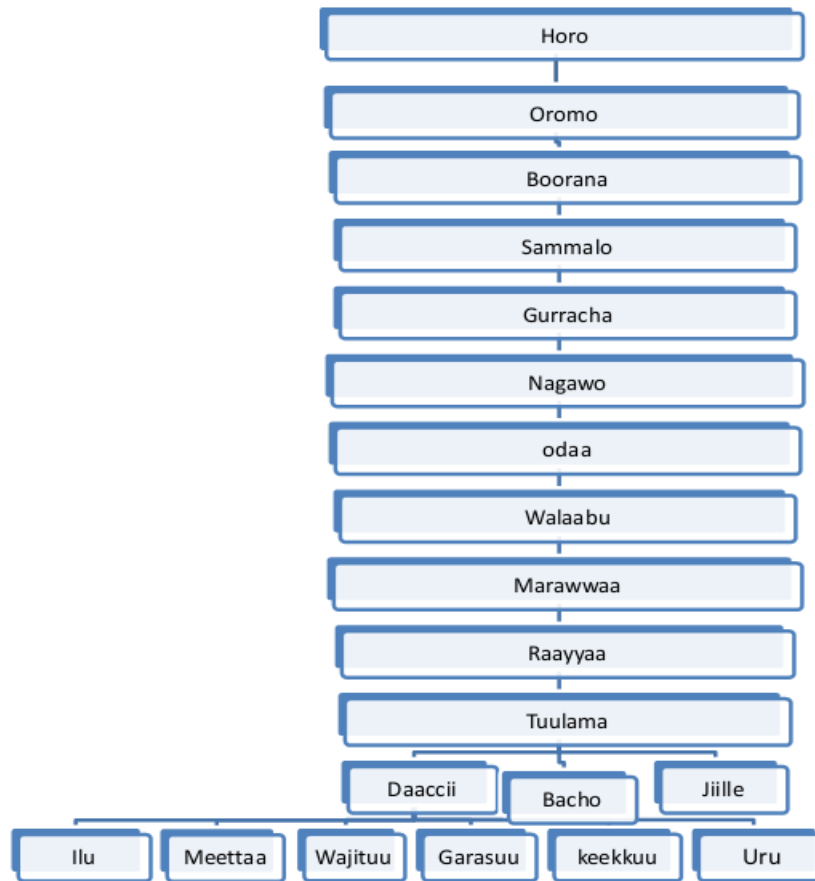 Horo
Oromo
Boorana
Sammalo
Gurracha
Nagawo
odaa
Walaabu
Marawwaa
Raayyaa
Tuulama
Daaccii Bacho Jiille
Ilu Meettaa Wajituu Garasuu keekkuu Uru